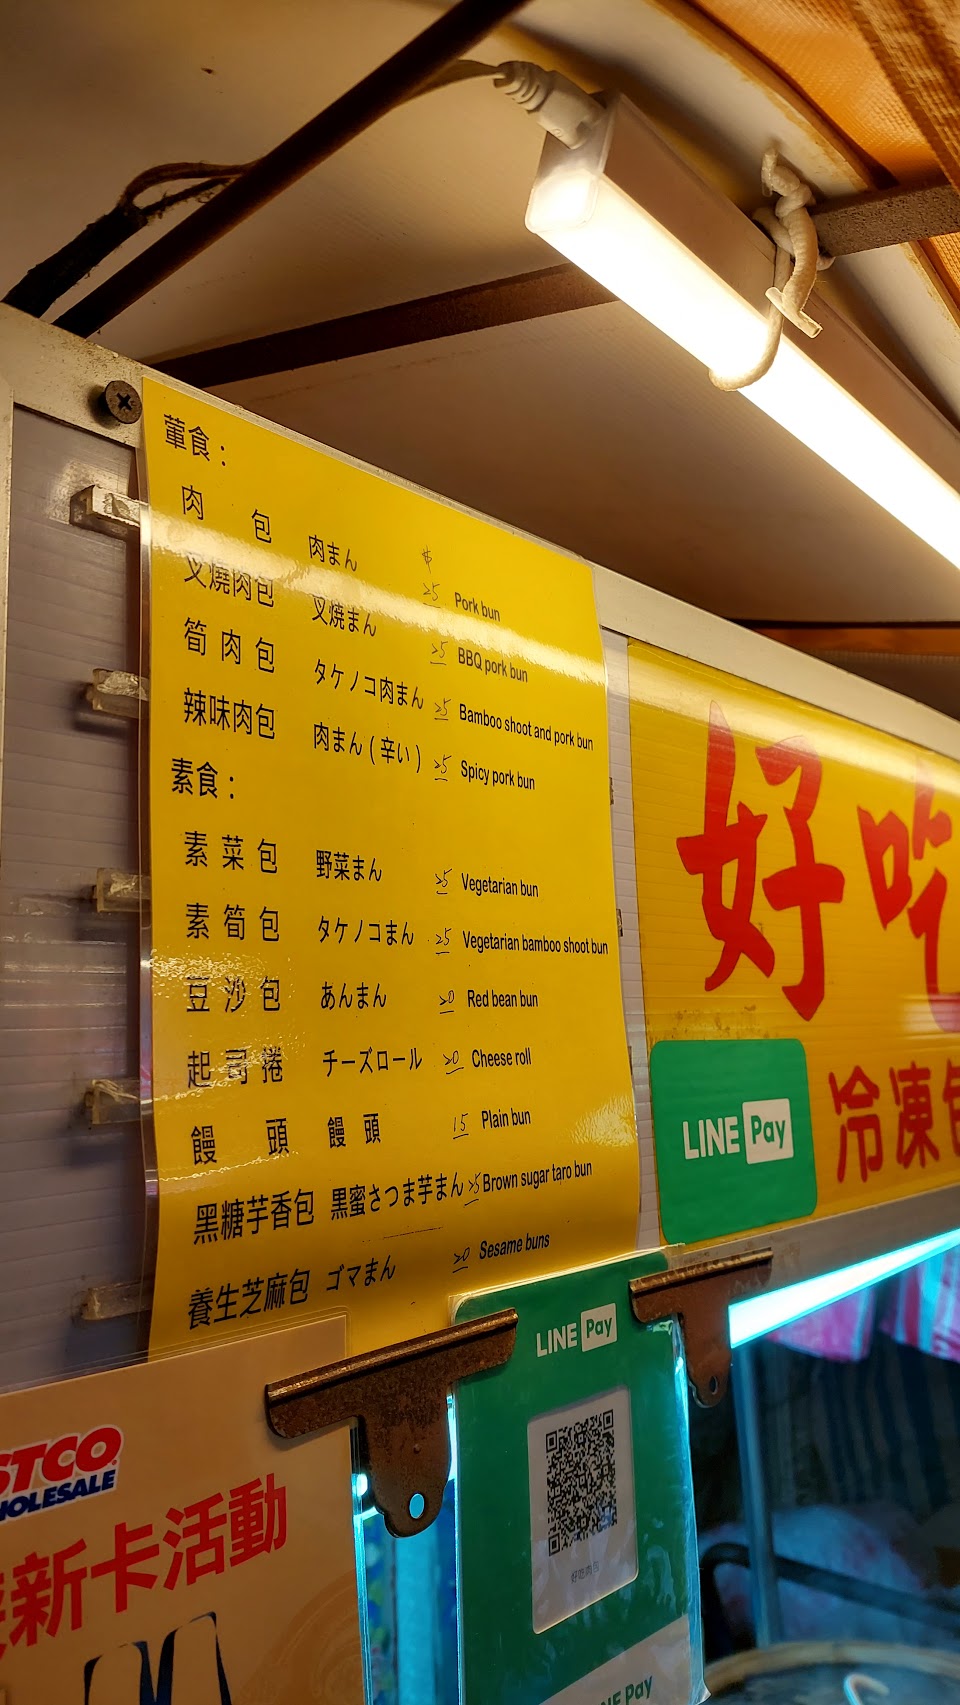 葷食：
肉 包 肉まん $ 25 Pork bun
叉燒肉包 叉焼まん 25 BBQ pork bun
筍肉包 タケノコ肉まん 25 Bamboo shoot and pork bun
辣味肉包 肉まん(辛い) 25 Spicy pork bun
素食：
素菜包 野菜まん 25 Vegetarian bun
素筍包 タケノコまん 25 Vegetarian bamboo shoot bun
豆沙包 あんまん 20 Red bean bun
起司捲 チーズロール 20 Cheese roll
饅 頭 饅 頭 15 Plain bun
黑糖芋香包 黒蜜さつま芋まん 25 Brown sugar taro bun
養生芝麻包 ゴマまん 20 Sesame buns
好吃
LINE Pay
冷凍包
LINE Pay
好吃肉包
LINE Pay
STCO
HOLESALE
新卡活動